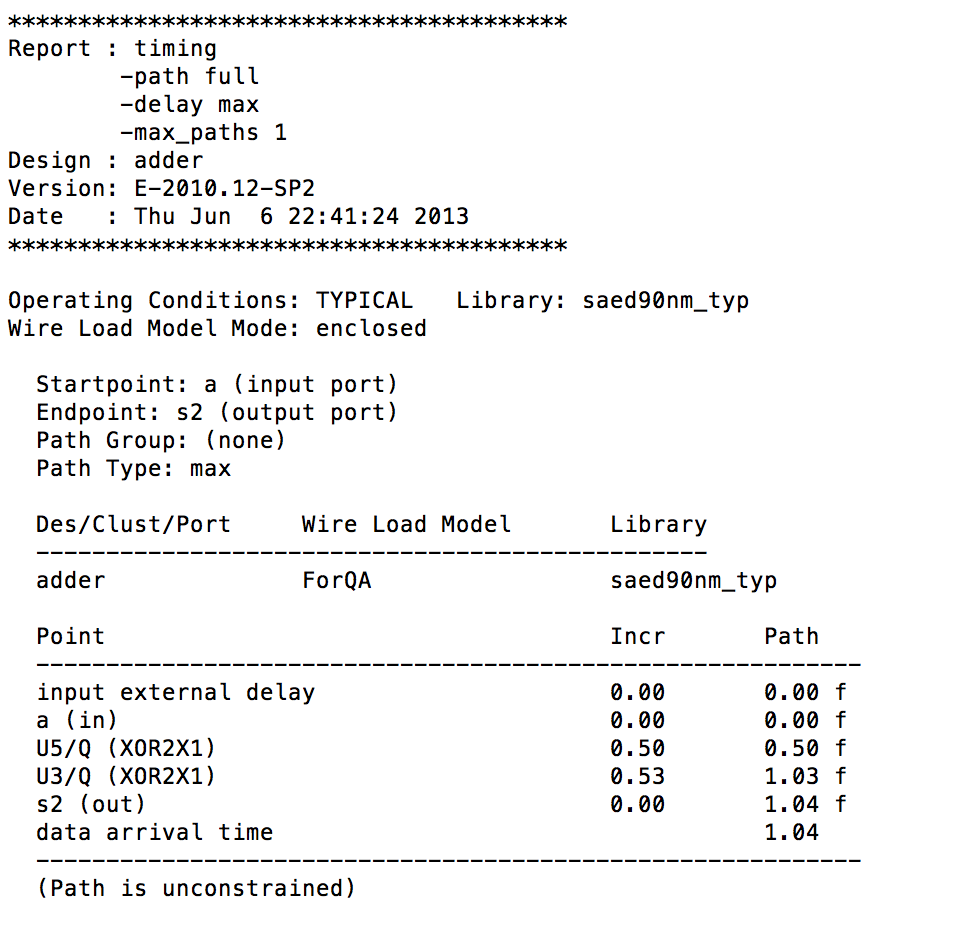 ****************************************
Report : timing
        -path full
        -delay max
        -max_paths 1
Design : adder
Version: E-2010.12-SP2
Date   : Thu Jun  6 22:41:24 2013
****************************************

Operating Conditions: TYPICAL   Library: saed90nm_typ
Wire Load Model Mode: enclosed

  Startpoint: a (input port)
  Endpoint: s2 (output port)
  Path Group: (none)
  Path Type: max

  Des/Clust/Port     Wire Load Model       Library
  ------------------------------------------------
  adder              ForQA                 saed90nm_typ

  Point                                    Incr       Path
  -----------------------------------------------------------
  input external delay                     0.00       0.00 f
  a (in)                                   0.00       0.00 f
  U5/Q (XOR2X1)                            0.50       0.50 f
  U3/Q (XOR2X1)                            0.53       1.03 f
  s2 (out)                                 0.00       1.04 f
  data arrival time                                   1.04
  -----------------------------------------------------------
  (Path is unconstrained)